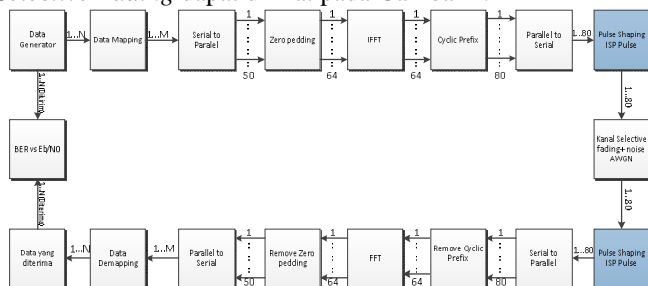 Data
Generator
1...N
Data Mapping
1...M
Serial to
Paralel
1
50
Zero pedding
1
64
IFFT
1
64
Cyclic Prefix
1
80
Parallel to
Serial
1...80
Pulse Shaping
ISP Pulse
1...N
1...80
BER vs Eb/N0
Kanal Selective
fading+ noise
AWGN
1...N
1...80
Data yang
diterima
1...N
Data
Demapping
1...M
Parallel to
Serial
1
50
Remove Zero
pedding
1
64
FFT
1
64
Remove Cyclic
Prefix
1
80
Serial to
Parallel
1...80
Pulse Shaping
ISP Pulse